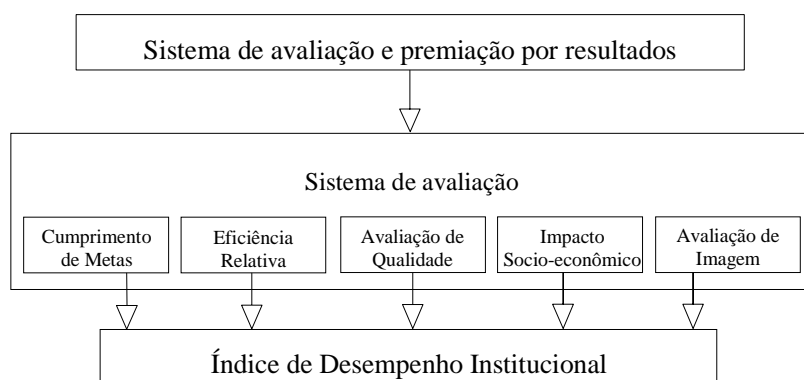 Sistema de avaliação e premiação por resultados
Sistema de avaliação
Cumprimento
de Metas
Eficiência
Relativa
Avaliação de
Qualidade
Impacto
Socio-econômico
Avaliação de
Imagem
Índice de Desempenho Institucional